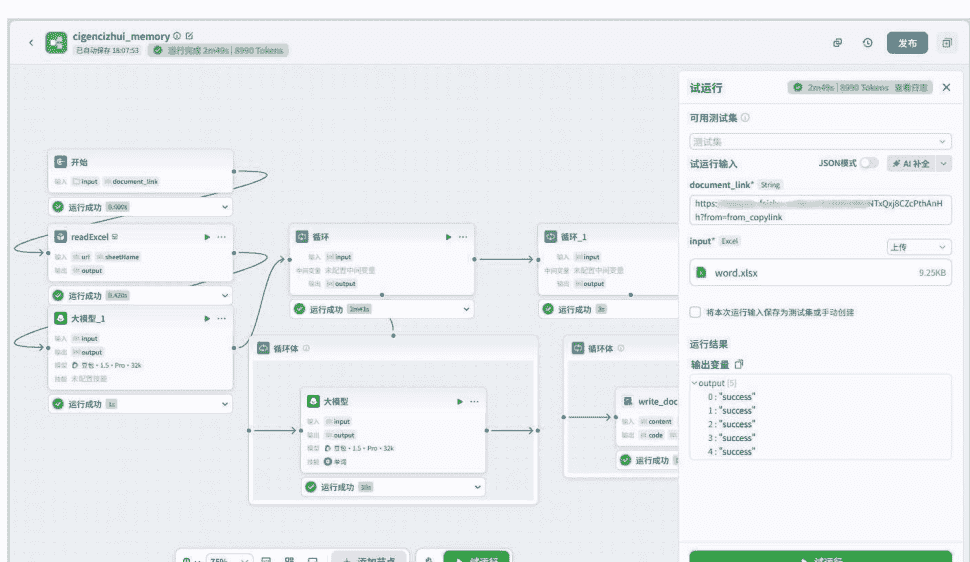 cigencizhui_memory
已自动保存 18:07:53
运行完成 2m49s | 8990 Tokens
发布
开始
输入 input document_link
运行成功 0.000s
readExcel
输入 url sheetName
输出 output
运行成功 0.420s
大模型_1
输入 input
输出 output
模型 豆包·1.5·Pro·32k
技能 未配置技能
运行成功 1s
循环
输入 input
中间变量 未配置中间变量
输出 output
运行成功 2m43s
循环体
大模型
输入 input
输出 output
模型 豆包·1.5·Pro·32k
技能 单词
运行成功
循环_1
输入 input
中间变量 未配置中间变量
输出 output
运行成功 3s
循环体
write_doc
输入 content
输出 code
运行成功
75%
添加节点
试运行
试运行
2m49s | 8990 Tokens 查看日志
可用测试集
测试集
试运行输入
JSON模式
AI 补全
document_link* String
https:
NTxQxj8CZcPthAnH
h?from=from_copylink
input* Excel
上传
word.xlsx
9.25KB
将本次运行输入保存为测试集或手动创建
运行结果
输出变量
output [5]
0 : "success"
1 : "success"
2 : "success"
3 : "success"
4 : "success"
试运行